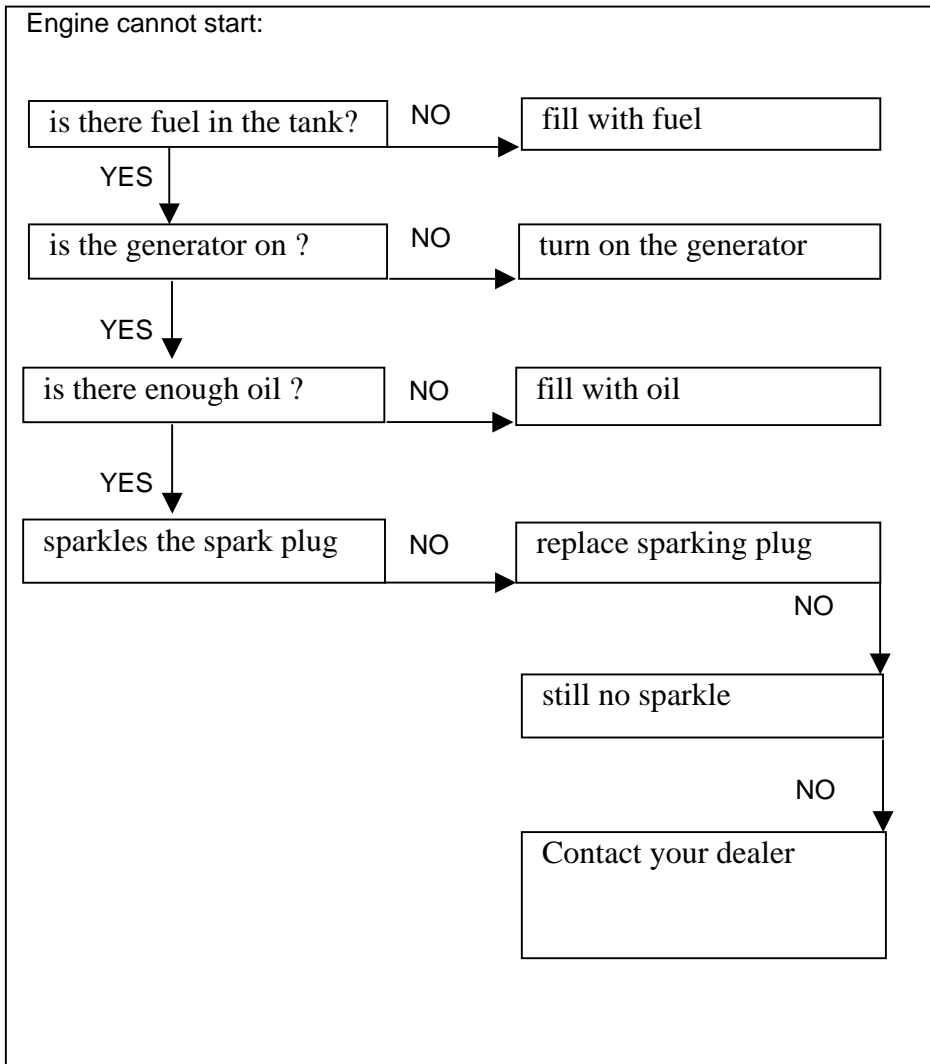 Engine cannot start:
is there fuel in the tank?
NO
fill with fuel
YES
is the generator on ?
NO
turn on the generator
YES
is there enough oil ?
NO
fill with oil
YES
sparkles the spark plug
NO
replace sparking plug
NO
still no sparkle
NO
Contact your dealer